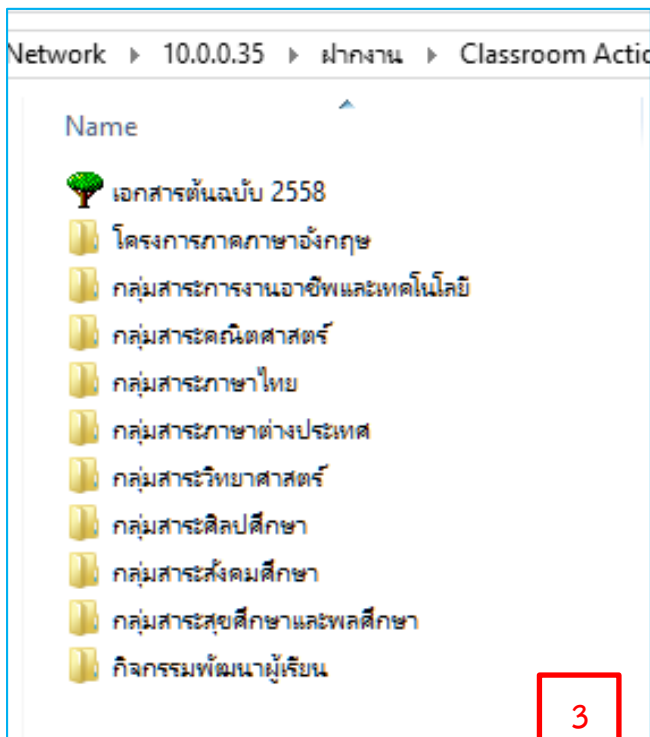 Network ▸ 10.0.0.35 ▸ ฝากงาน ▸ Classroom Actic
Name
เอกสารต้นฉบับ 2558
โครงการภาคภาษาอังกฤษ
กลุ่มสาระการงานอาชีพและเทคโนโลยี
กลุ่มสาระคณิตศาสตร์
กลุ่มสาระภาษาไทย
กลุ่มสาระภาษาต่างประเทศ
กลุ่มสาระวิทยาศาสตร์
กลุ่มสาระศิลปศึกษา
กลุ่มสาระสังคมศึกษา
กลุ่มสาระสุขศึกษาและพลศึกษา
กิจกรรมพัฒนาผู้เรียน
3